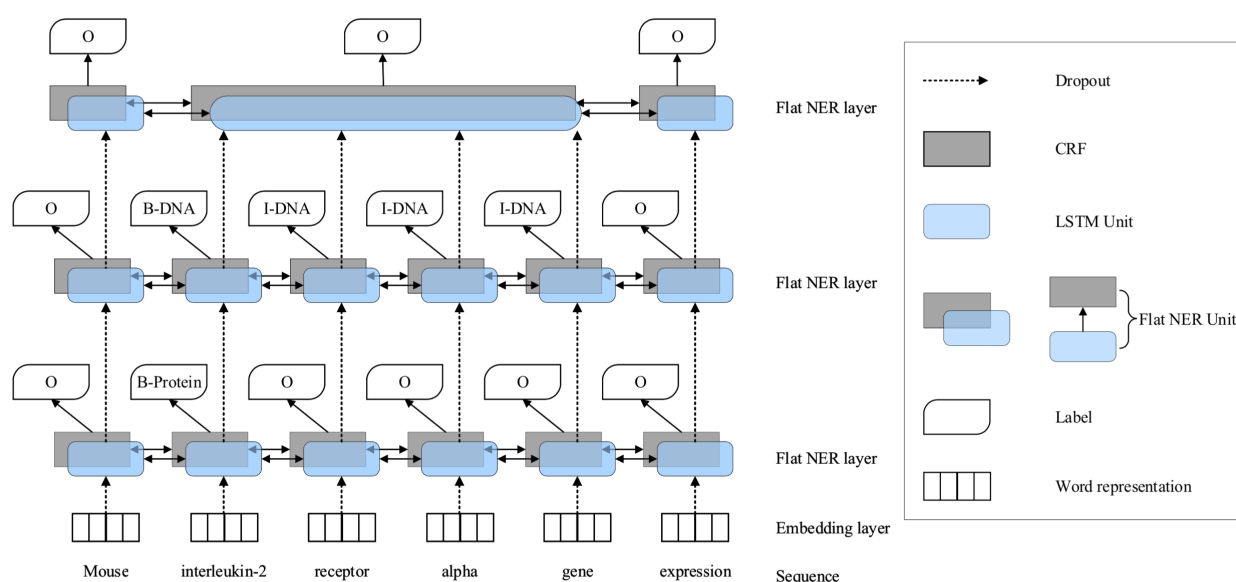 O O O
Flat NER layer
O B-DNA I-DNA I-DNA I-DNA O
Flat NER layer
O B-Protein O O O O
Flat NER layer
Embedding layer
Mouse interleukin-2 receptor alpha gene expression
Sequence
Dropout
CRF
LSTM Unit
Flat NER Unit
Label
Word representation